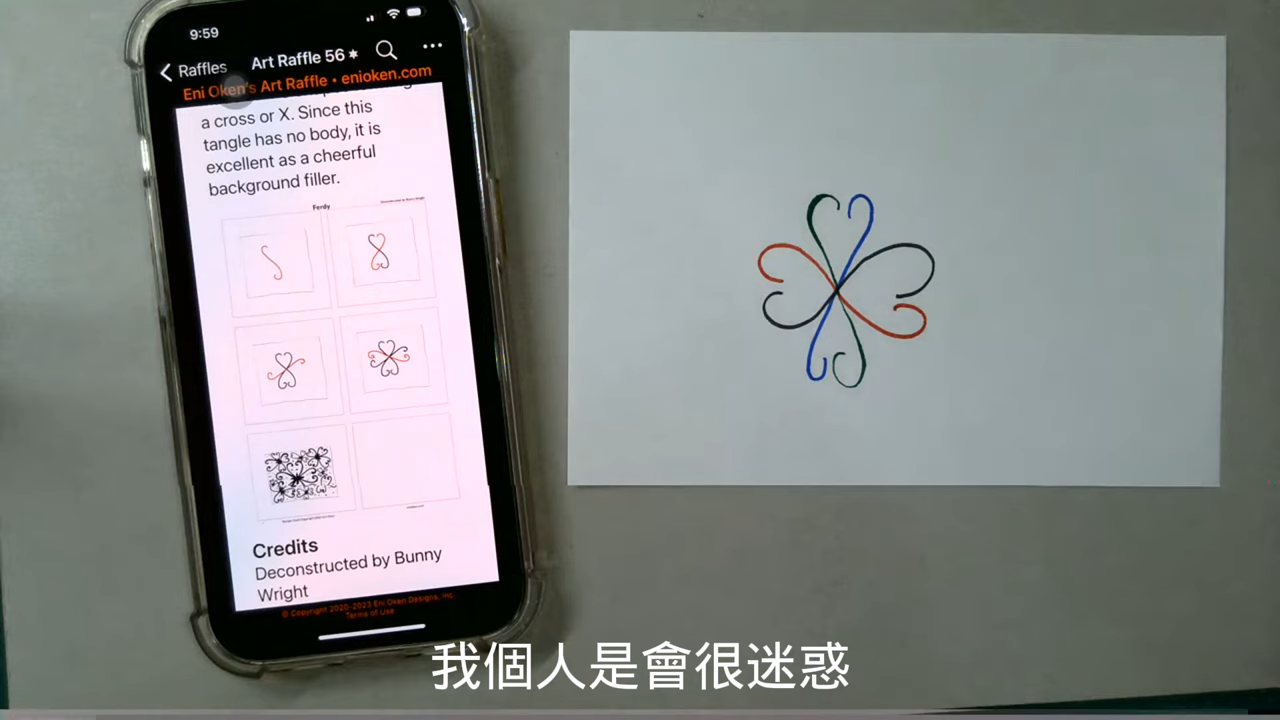 9:59
Raffles
Art Raffle 56 ✶
Eni Oken's Art Raffle • enioken.com
a cross or X. Since this
tangle has no body, it is
excellent as a cheerful
background filler.
Ferdy
Credits
Deconstructed by Bunny
Wright
© Copyright 2020-2023 Eni Oken Designs, Inc
Terms of Use
我個人是會很迷惑